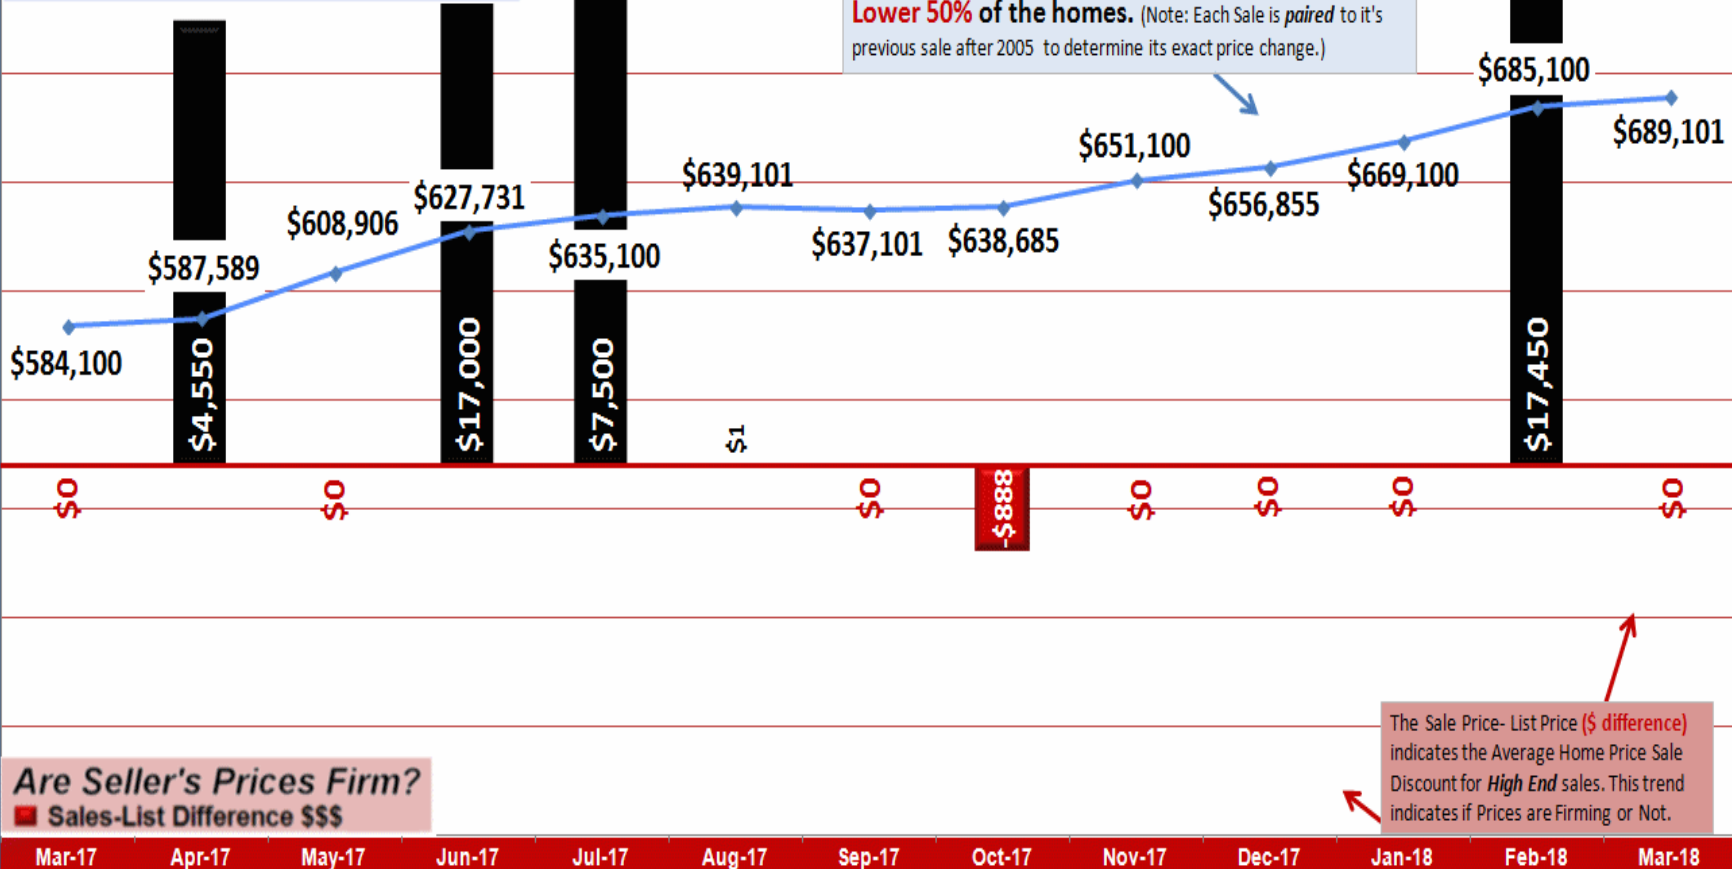 Lower 50% of the homes. (Note: Each Sale is paired to it's
previous sale after 2005 to determine its exact price change.)
$685,100
$689,101
$651,100
$669,100
$639,101
$656,855
$627,731
$608,906
$637,101
$638,685
$635,100
$587,589
$584,100
$4,550
$17,000
$7,500
$1
$17,450
$0
$0
$0
-$888
$0
$0
$0
$0
The Sale Price- List Price ($ difference)
indicates the Average Home Price Sale
Discount for High End sales. This trend
indicates if Prices are Firming or Not.
Are Seller's Prices Firm?
Sales-List Difference $$$
Mar-17 Apr-17 May-17 Jun-17 Jul-17 Aug-17 Sep-17 Oct-17 Nov-17 Dec-17 Jan-18 Feb-18 Mar-18